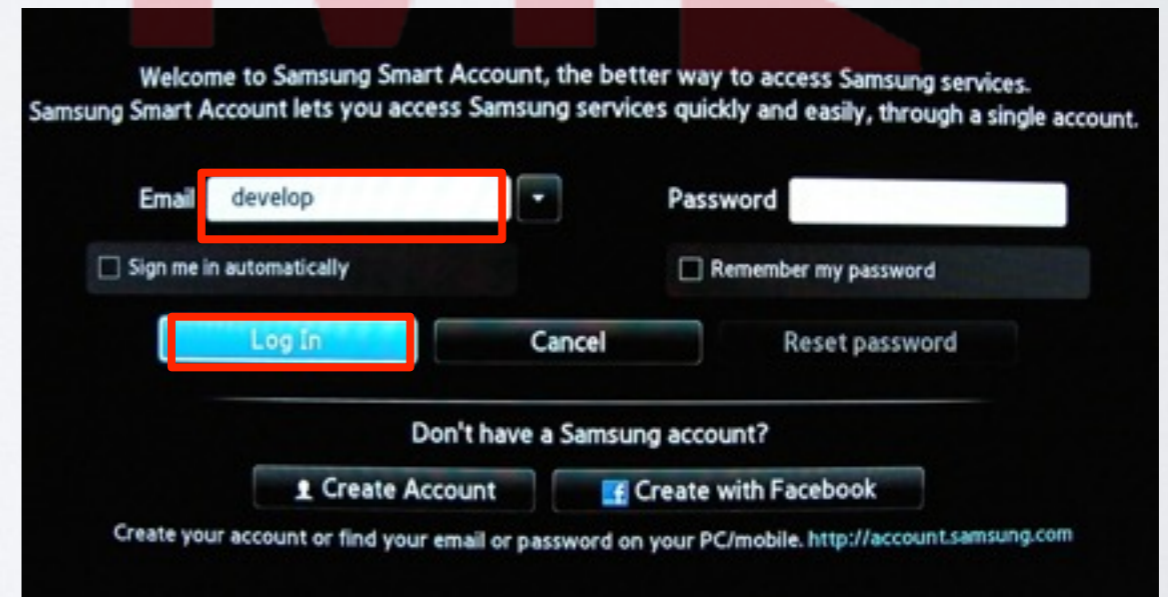 Welcome to Samsung Smart Account, the better way to access Samsung services.
Samsung Smart Account lets you access Samsung services quickly and easily, through a single account.
Email develop Password
Sign me in automatically Remember my password
Log In Cancel Reset password
Don't have a Samsung account?
Create Account Create with Facebook
Create your account or find your email or password on your PC/mobile. http://account.samsung.com